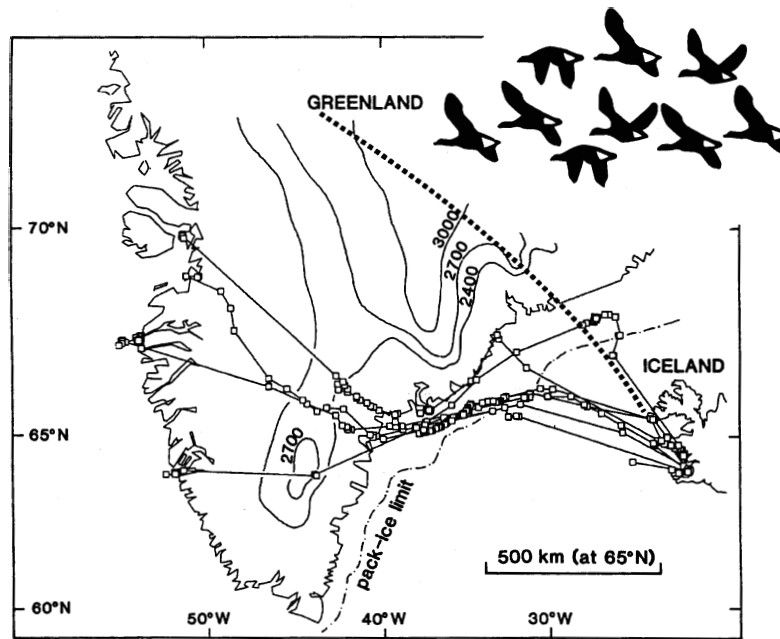 GREENLAND
70°N
3000
2700
2400
ICELAND
65°N
2700
pack-ice limit
500 km (at 65°N)
60°N
50°W
40°W
30°W